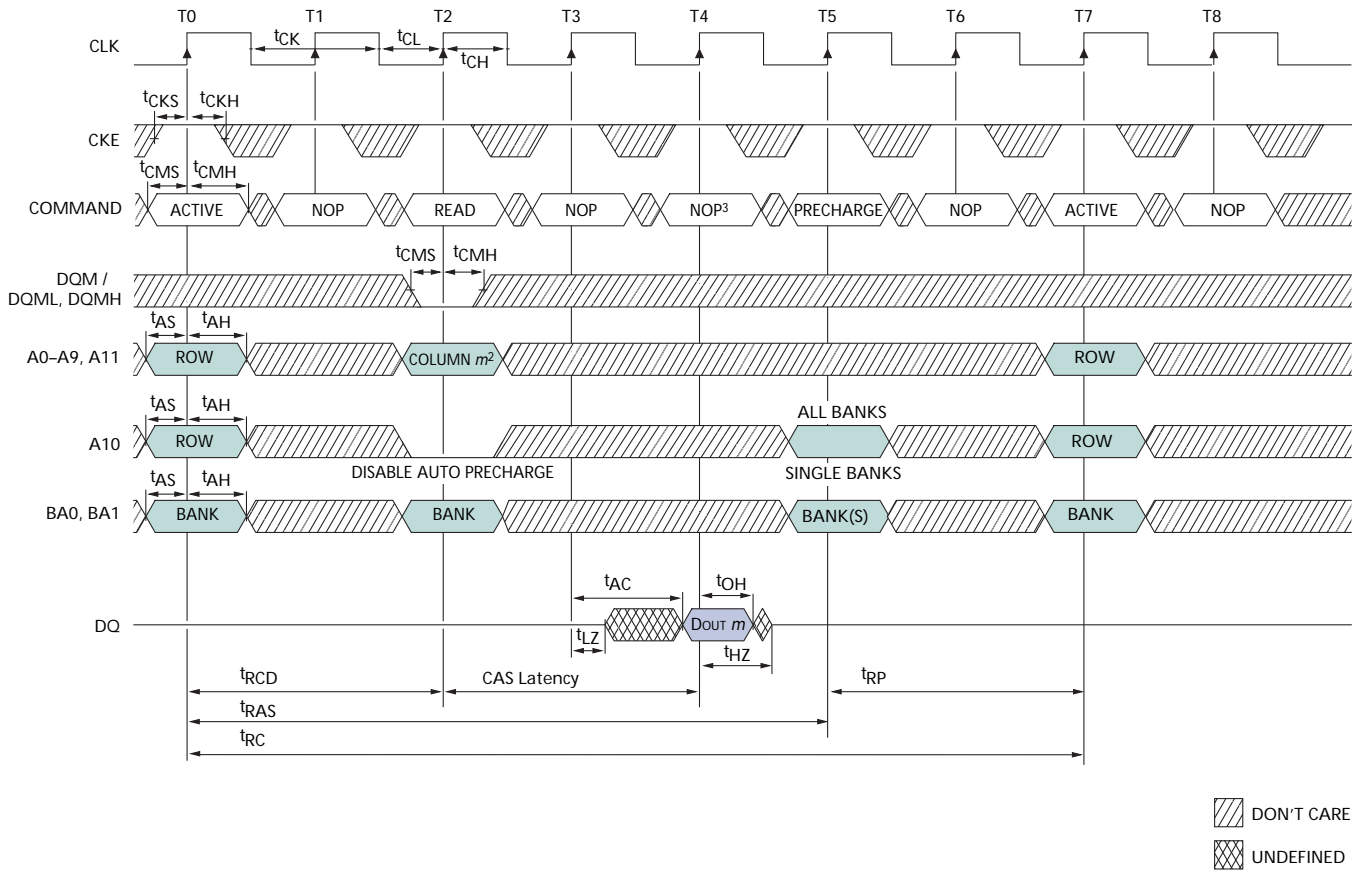 T0 T1 T2 T3 T4 T5 T6 T7 T8
CLK
tCK tCL
tCH
tCKS tCKH
CKE
tCMS tCMH
COMMAND ACTIVE NOP READ NOP NOP³ PRECHARGE NOP ACTIVE NOP
tCMS tCMH
DQM /
DQML, DQMH
tAS tAH
A0–A9, A11 ROW COLUMN m² ROW
tAS tAH ALL BANKS
A10 ROW ROW
DISABLE AUTO PRECHARGE SINGLE BANKS
tAS tAH
BA0, BA1 BANK BANK BANK(S) BANK
tAC tOH
DQ DOUT m
tLZ tHZ
tRCD CAS Latency tRP
tRAS
tRC
DON'T CARE
UNDEFINED